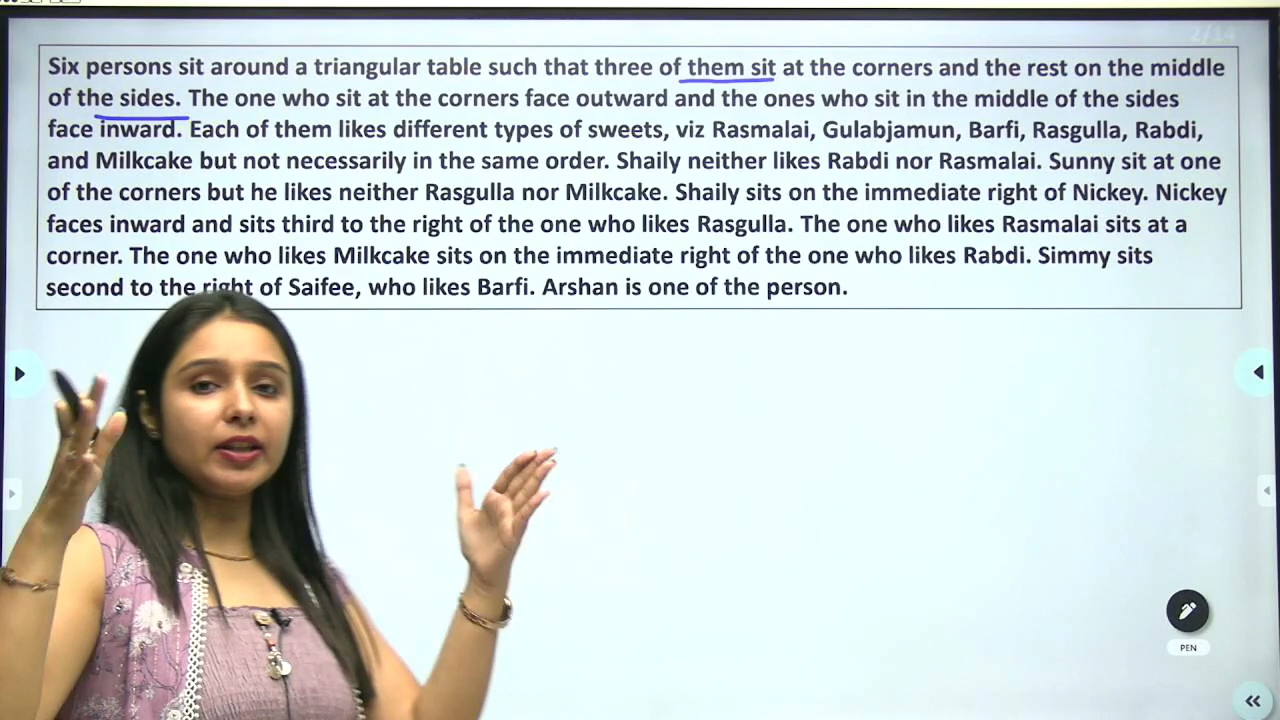 2/14
Six persons sit around a triangular table such that three of them sit at the corners and the rest on the middle
of the sides. The one who sit at the corners face outward and the ones who sit in the middle of the sides
face inward. Each of them likes different types of sweets, viz Rasmalai, Gulabjamun, Barfi, Rasgulla, Rabdi,
and Milkcake but not necessarily in the same order. Shaily neither likes Rabdi nor Rasmalai. Sunny sit at one
of the corners but he likes neither Rasgulla nor Milkcake. Shaily sits on the immediate right of Nickey. Nickey
faces inward and sits third to the right of the one who likes Rasgulla. The one who likes Rasmalai sits at a
corner. The one who likes Milkcake sits on the immediate right of the one who likes Rabdi. Simmy sits
second to the right of Saifee, who likes Barfi. Arshan is one of the person.
PEN